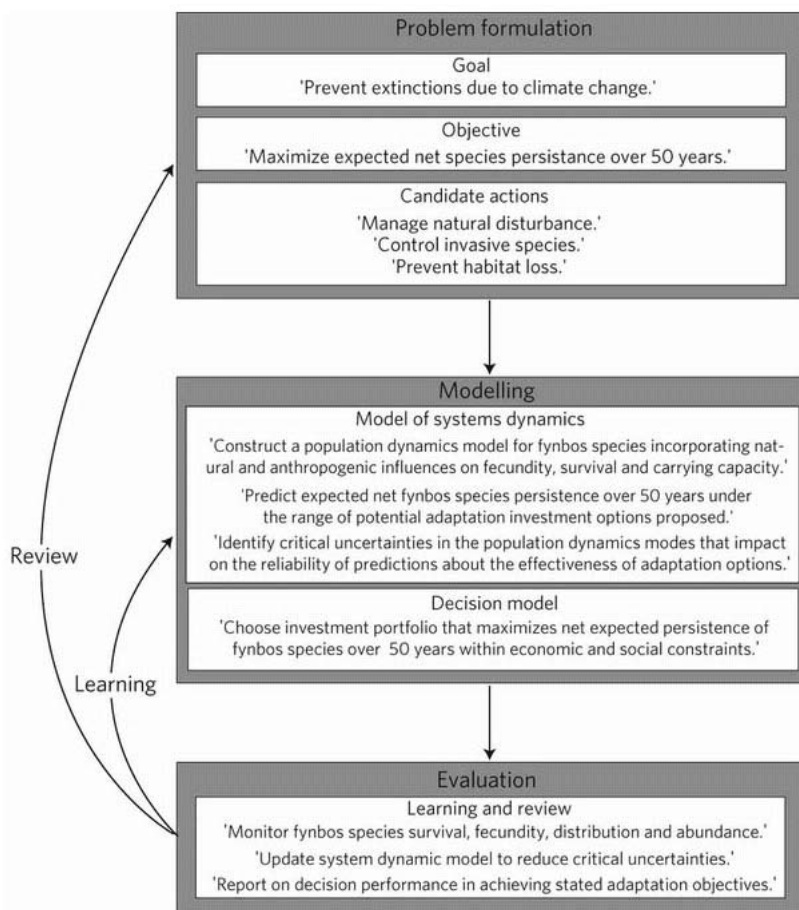 Problem formulation
Goal
'Prevent extinctions due to climate change.'
Objective
'Maximize expected net species persistance over 50 years.'
Candidate actions
'Manage natural disturbance.'
'Control invasive species.'
'Prevent habitat loss.'
Modelling
Model of systems dynamics
'Construct a population dynamics model for fynbos species incorporating nat-
ural and anthropogenic influences on fecundity, survival and carrying capacity.'
'Predict expected net fynbos species persistence over 50 years under
the range of potential adaptation investment options proposed.'
'Identify critical uncertainties in the population dynamics modes that impact
on the reliability of predictions about the effectiveness of adaptation options.'
Decision model
'Choose investment portfolio that maximizes net expected persistence of
fynbos species over 50 years within economic and social constraints.'
Review
Learning
Evaluation
Learning and review
'Monitor fynbos species survival, fecundity, distribution and abundance.'
'Update system dynamic model to reduce critical uncertainties.'
'Report on decision performance in achieving stated adaptation objectives.'